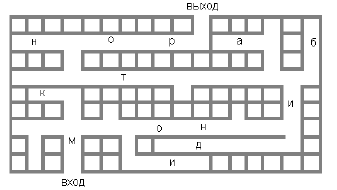 ВЫХОД
н о р а б
т
к и
о н
м д
и
ВХОД